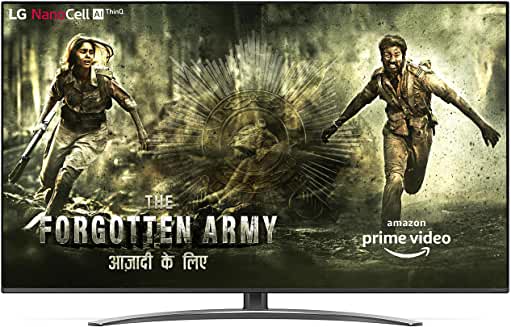 LG NanoCell AI ThinQ
THE
FORGOTTEN ARMY
आज़ादी के लिए
amazon
prime video